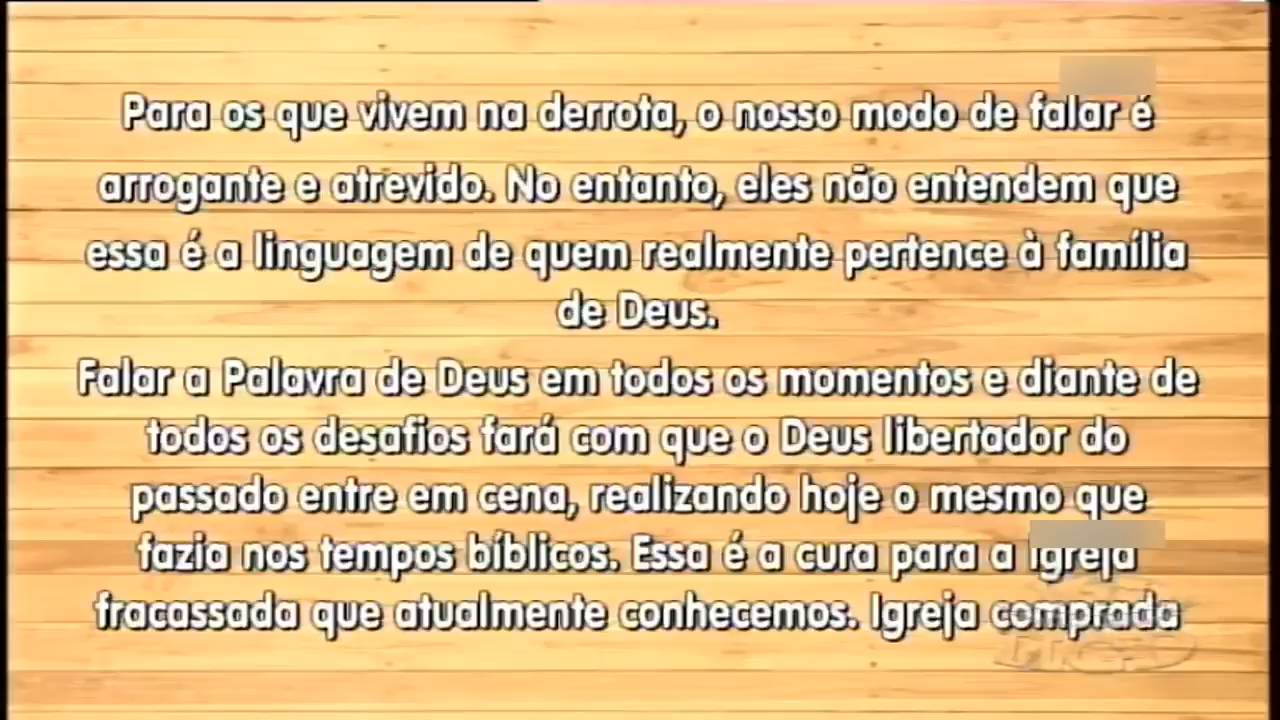 Para os que vivem na derrota, o nosso modo de falar é
arrogante e atrevido. No entanto, eles não entendem que
essa é a linguagem de quem realmente pertence à família
de Deus.
Falar a Palavra de Deus em todos os momentos e diante de
todos os desafios fará com que o Deus libertador do
passado entre em cena, realizando hoje o mesmo que
fazia nos tempos bíblicos. Essa é a cura para a Igreja
fracassada que atualmente conhecemos. Igreja comprada